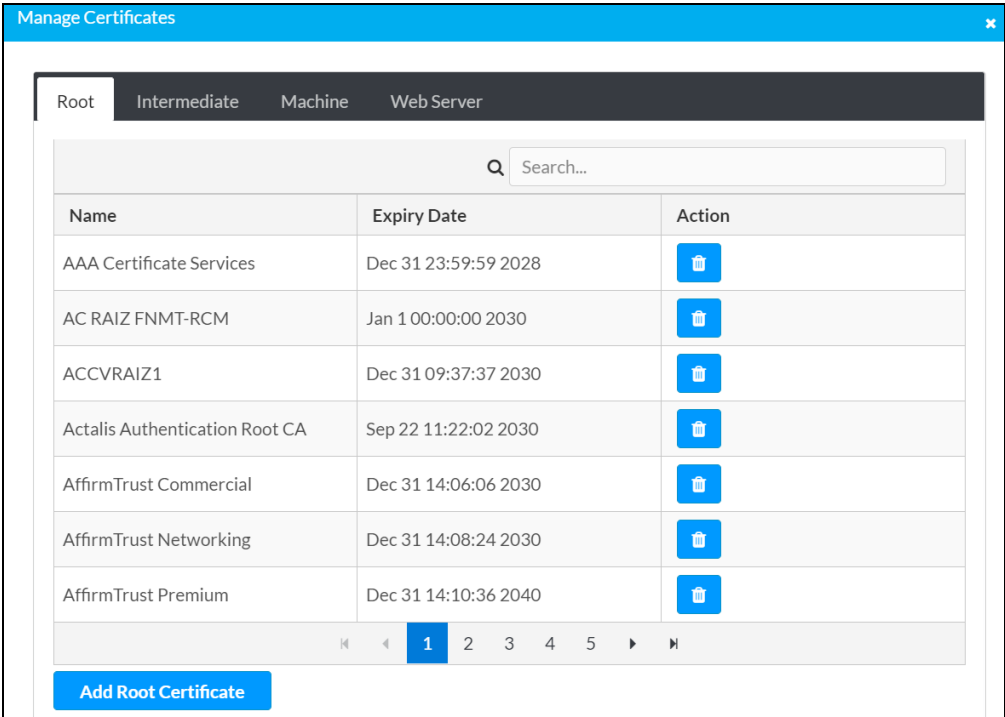 Manage Certificates
Root Intermediate Machine Web Server
Search...
Name Expiry Date Action
AAA Certificate Services Dec 31 23:59:59 2028
AC RAIZ FNMT-RCM Jan 1 00:00:00 2030
ACCVRAIZ1 Dec 31 09:37:37 2030
Actalis Authentication Root CA Sep 22 11:22:02 2030
AffirmTrust Commercial Dec 31 14:06:06 2030
AffirmTrust Networking Dec 31 14:08:24 2030
AffirmTrust Premium Dec 31 14:10:36 2040
1 2 3 4 5
Add Root Certificate